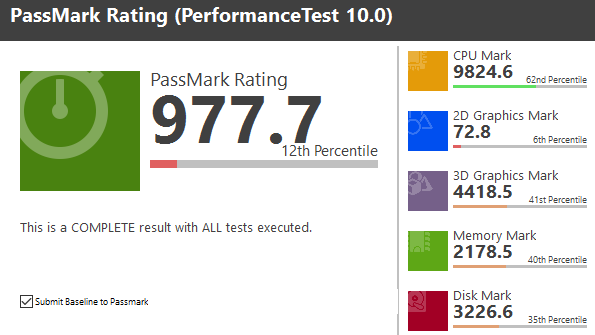 PassMark Rating (PerformanceTest 10.0)
PassMark Rating
977.7
12th Percentile
This is a COMPLETE result with ALL tests executed.
Submit Baseline to Passmark
CPU Mark
9824.6
62nd Percentile
2D Graphics Mark
72.8
6th Percentile
3D Graphics Mark
4418.5
41st Percentile
Memory Mark
2178.5
40th Percentile
Disk Mark
3226.6
35th Percentile